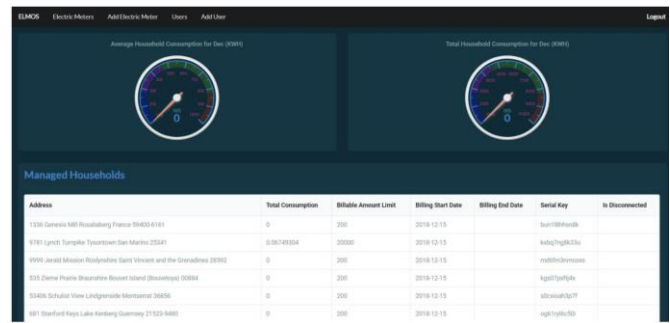 ELMOS Electric Meters Add Electric Meter Users Add User Logout
Average Household Consumption for Dec (KWH) Total Household Consumption for Dec (KWH)
0 0
Managed Households
Address Total Consumption Billable Amount Limit Billing Start Date Billing End Date Serial Key Is Disconnected
1336 Genesis Mill Rosalisberg France 59400-6161 0 200 2018-12-15
9781 Lynch Turnpike Tysontown San Marino 25341 0.66749304 20000 2018-12-15
9999 Jerald Mission Roslynshire Saint Vincent and the Grenadines 28592 0 200 2018-12-15
535 Zieme Prairie Braunshire Bouvet Island (Bouvetoya) 00884 0 200 2018-12-15
53406 Schulist View Lindgrenside Montserrat 36656 0 200 2018-12-15
681 Stanford Keys Lake Kenberg Guernsey 21523-9480 0 200 2018-12-15